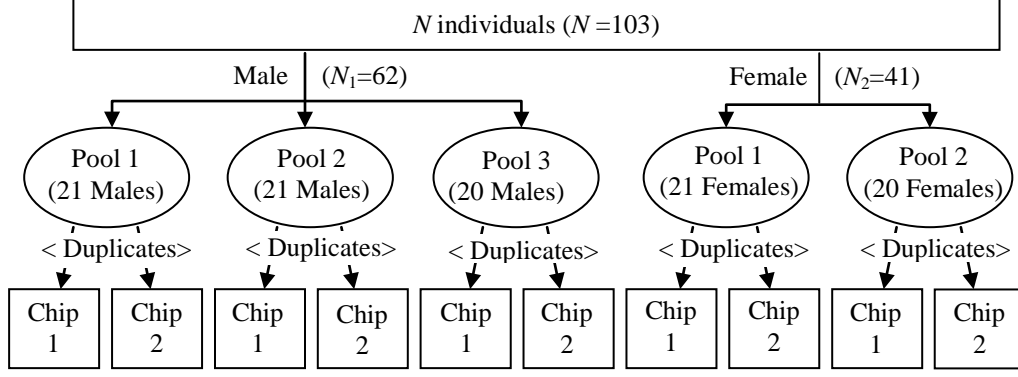 N individuals (N =103)
Male (N₁=62) Female (N₂=41)
Pool 1 Pool 2 Pool 3 Pool 1 Pool 2
(21 Males) (21 Males) (20 Males) (21 Females) (20 Females)
< Duplicates> < Duplicates> < Duplicates> < Duplicates> < Duplicates>
Chip Chip Chip Chip Chip Chip Chip Chip Chip Chip
1 2 1 2 1 2 1 2 1 2